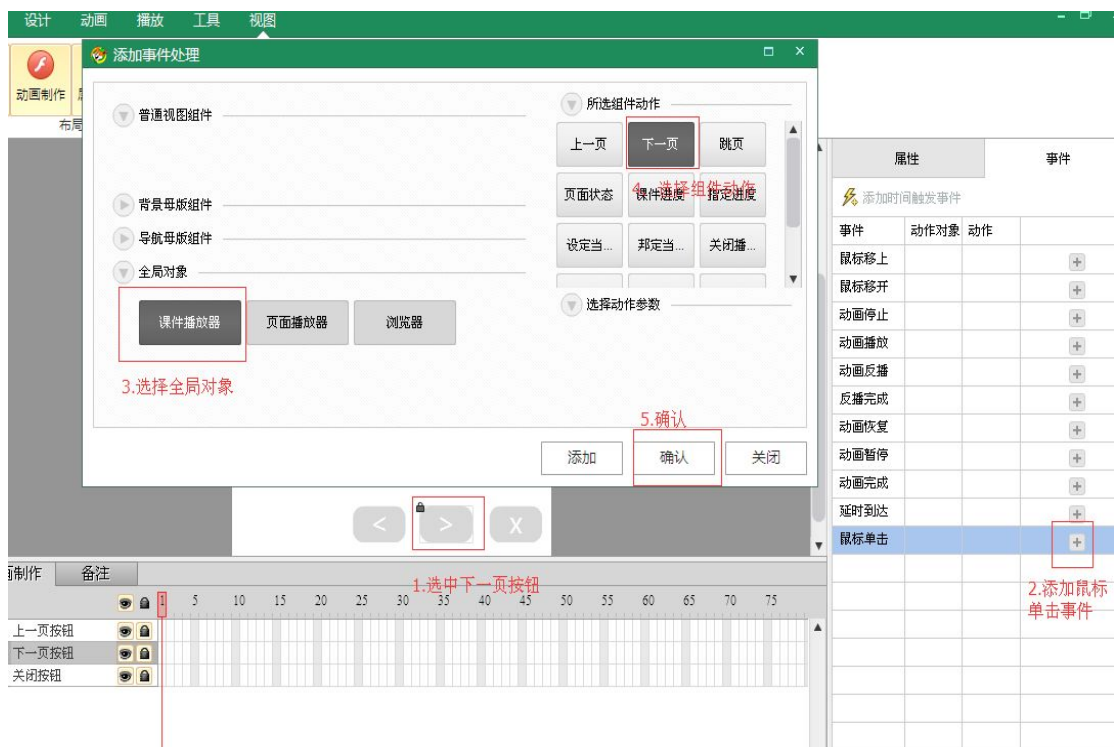 设计 动画 播放 工具 视图
添加事件处理
动画制作
布局
普通视图组件
背景母版组件
导航母版组件
全局对象
课件播放器 页面播放器 浏览器
3.选择全局对象
所选组件动作
上一页 下一页 跳页
4.选择组件动作
页面状态 课件进度 指定进度
设定当... 邦定当... 关闭播...
选择动作参数
5.确认
添加 确认 关闭
属性 事件
添加时间触发事件
事件 动作对象 动作
鼠标移上
鼠标移开
动画停止
动画播放
动画反播
反播完成
动画恢复
动画暂停
动画完成
延时到达
鼠标单击
2.添加鼠标
单击事件
< > X
1.选中下一页按钮
画制作 备注
1 5 10 15 20 25 30 35 40 45 50 55 60 65 70 75
上一页按钮
下一页按钮
关闭按钮